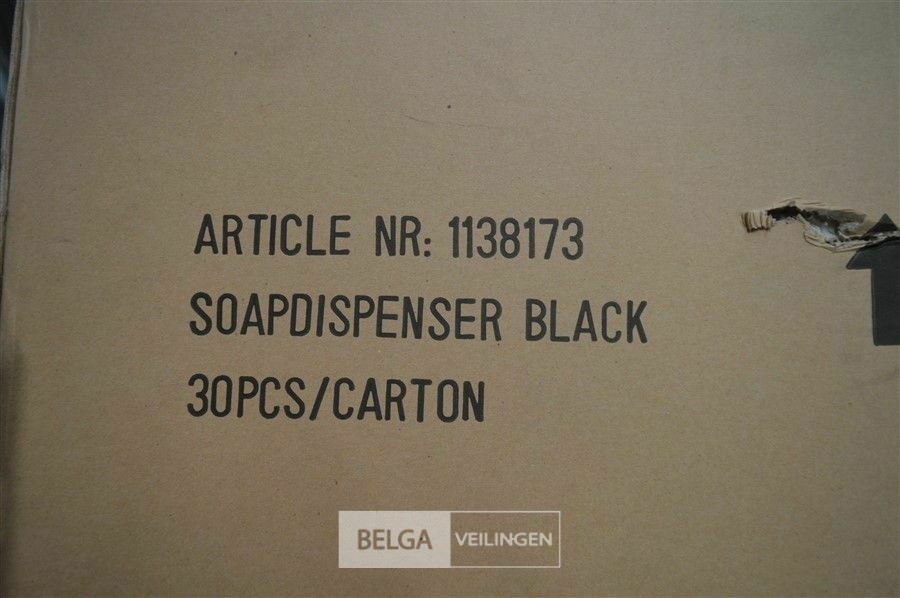 ARTICLE NR: 1138173
SOAPDISPENSER BLACK
30PCS/CARTON
BELGA VEILINGEN